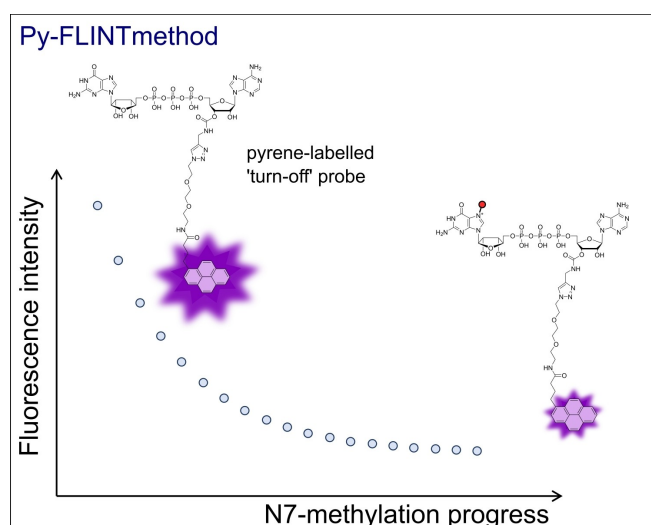 Py-FLINTmethod
pyrene-labelled
'turn-off' probe
Fluorescence intensity
N7-methylation progress